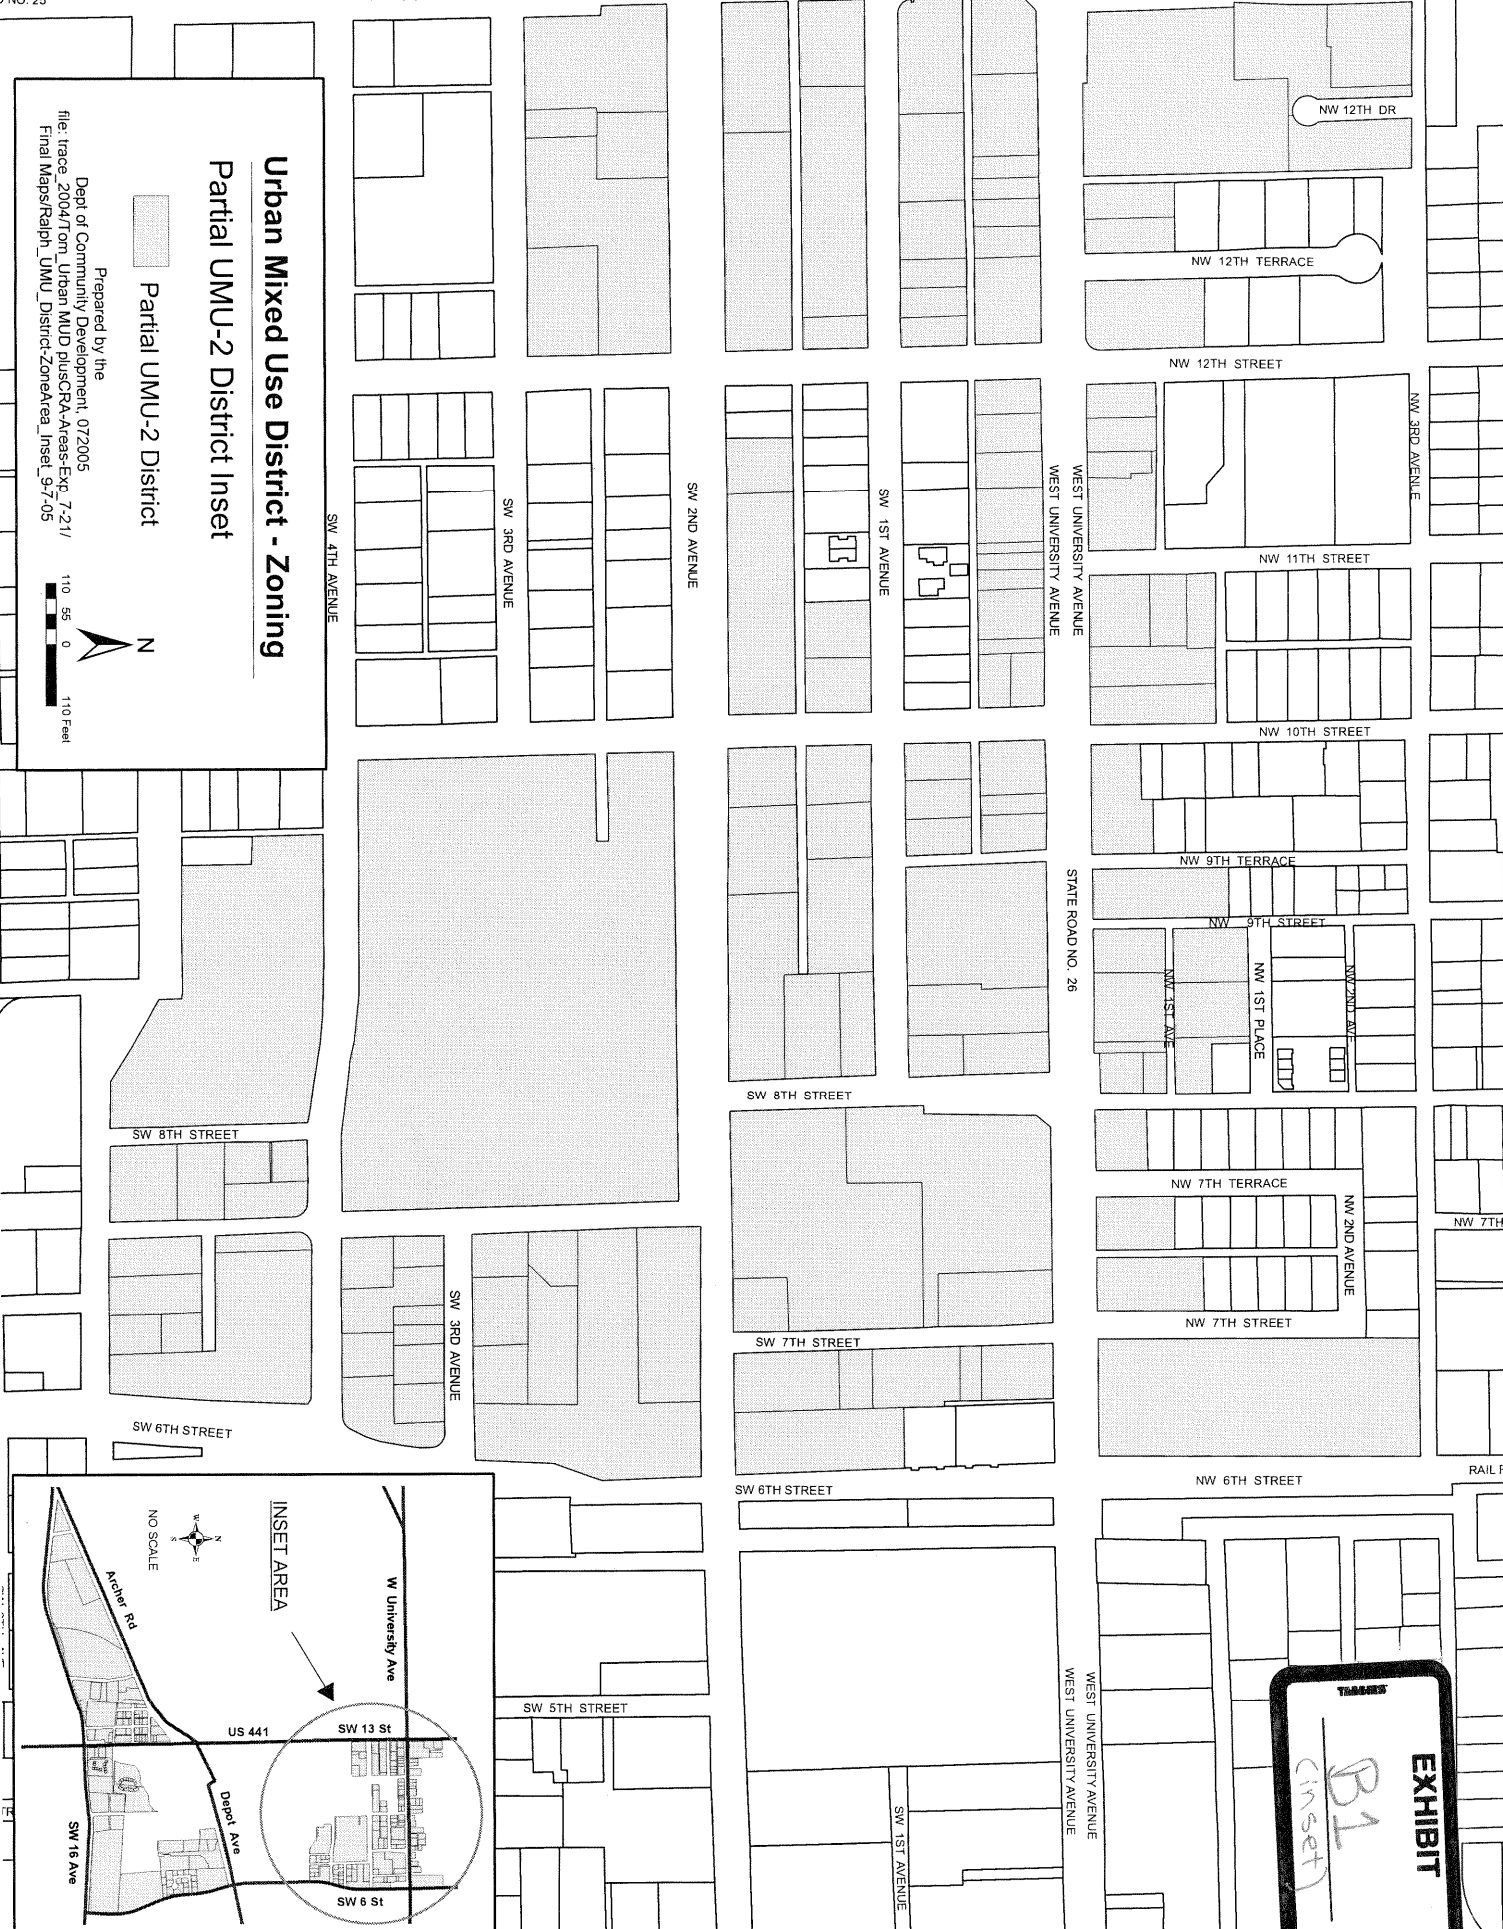 Urban Mixed Use District - Zoning
Partial UMU-2 District Inset
Partial UMU-2 District
Prepared by the
Dept of Community Development, 072005
file: trace_2004/Tom_Urban MUD plusCRA-Areas-Exp_7-21/
Final Maps/Ralph_UMU_District-ZoneArea_Inset_9-7-05
N
110 55 0 110 Feet
NW 12TH DR
NW 12TH TERRACE
NW 12TH STREET
NW 3RD AVENUE
NW 11TH STREET
NW 10TH STREET
NW 9TH TERRACE
NW 9TH STREET
NW 1ST AVE
NW 1ST PLACE
NW 2ND AVE
NW 7TH TERRACE
NW 2ND AVENUE
NW 7TH
NW 7TH STREET
NW 6TH STREET
WEST UNIVERSITY AVENUE
WEST UNIVERSITY AVENUE
STATE ROAD NO. 26
SW 1ST AVENUE
SW 2ND AVENUE
SW 3RD AVENUE
SW 4TH AVENUE
SW 8TH STREET
SW 8TH STREET
SW 7TH STREET
SW 3RD AVENUE
SW 6TH STREET
SW 6TH STREET
SW 5TH STREET
SW 1ST AVENUE
WEST UNIVERSITY AVENUE
WEST UNIVERSITY AVENUE
INSET AREA
NO SCALE
N
E
S
W
W University Ave
Archer Rd
US 441
SW 13 St
Depot Ave
SW 16 Ave
SW 6 St
TABBIES
EXHIBIT
B1
(inset)